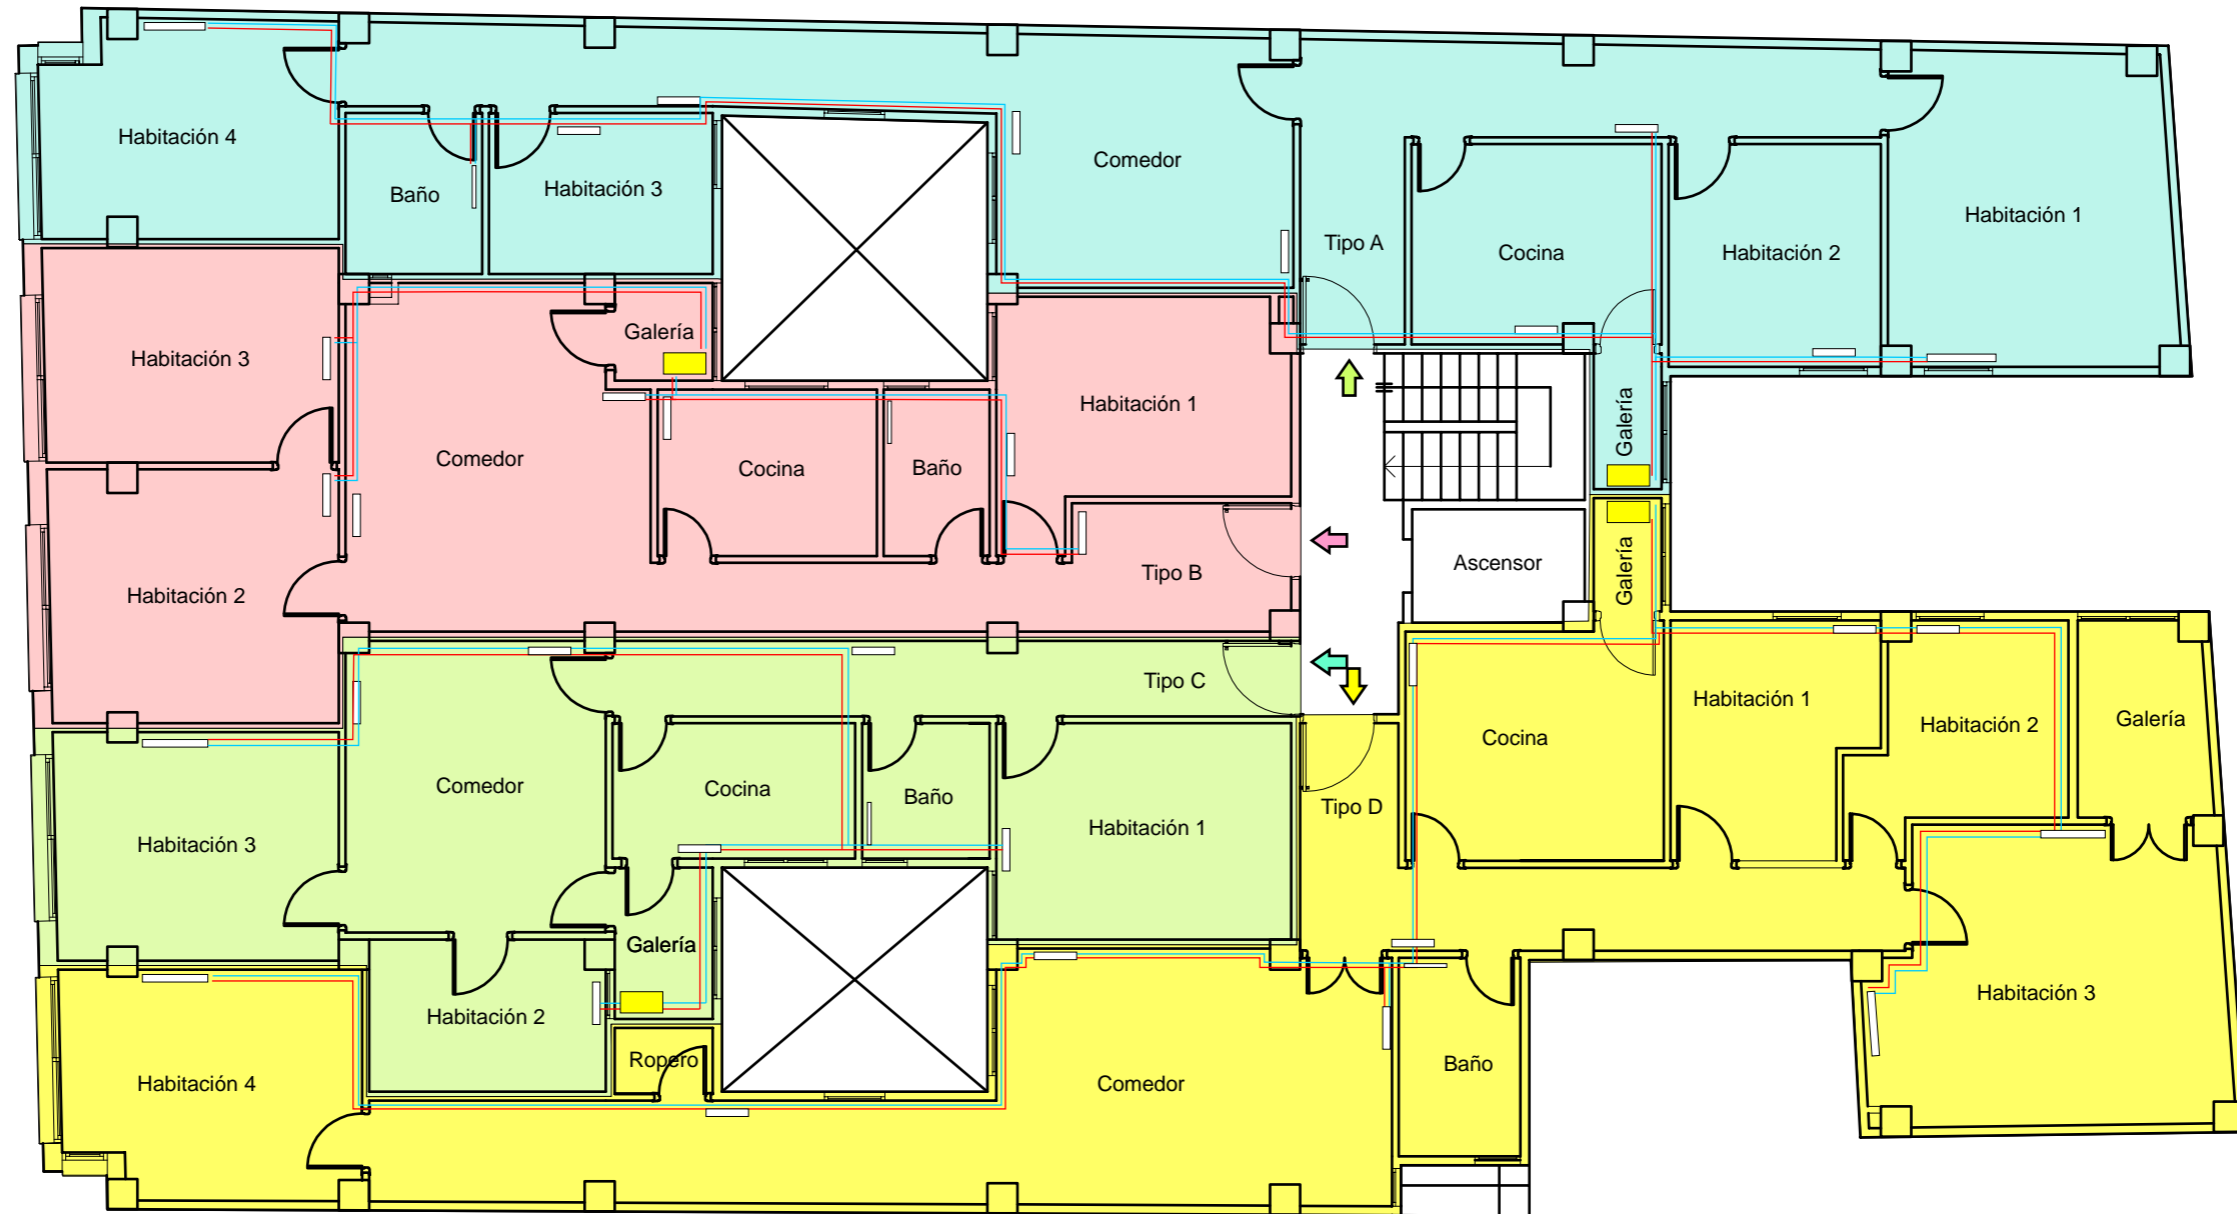 Habitación 4
Baño
Habitación 3
Comedor
Tipo A
Cocina
Habitación 2
Habitación 1
Galería
Habitación 3
Galería
Comedor
Cocina
Baño
Habitación 1
Habitación 2
Tipo B
Ascensor
Galería
Tipo C
Habitación 3
Comedor
Cocina
Baño
Habitación 1
Galería
Habitación 2
Tipo D
Cocina
Habitación 1
Habitación 2
Galería
Habitación 3
Habitación 4
Ropero
Comedor
Baño